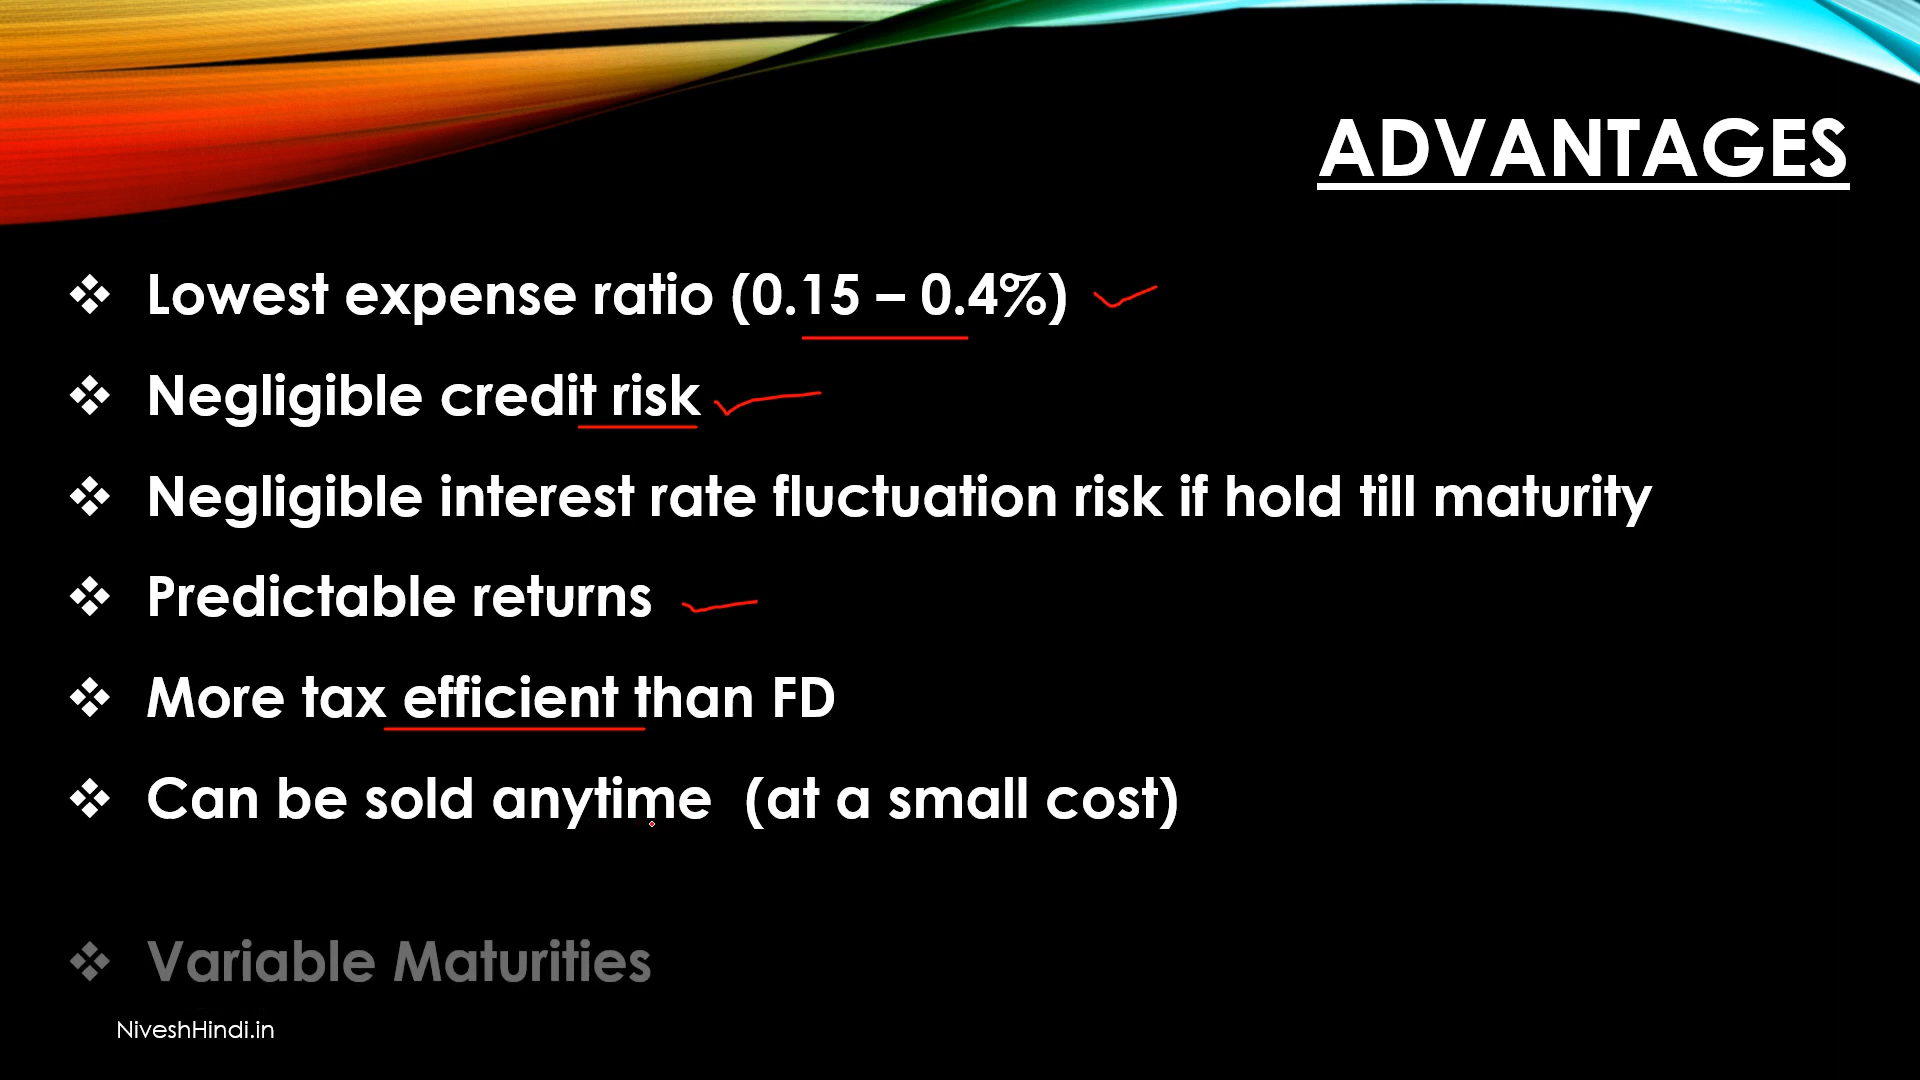 ADVANTAGES
❖ Lowest expense ratio (0.15 – 0.4%)
❖ Negligible credit risk
❖ Negligible interest rate fluctuation risk if hold till maturity
❖ Predictable returns
❖ More tax efficient than FD
❖ Can be sold anytime (at a small cost)
❖ Variable Maturities
NiveshHindi.in